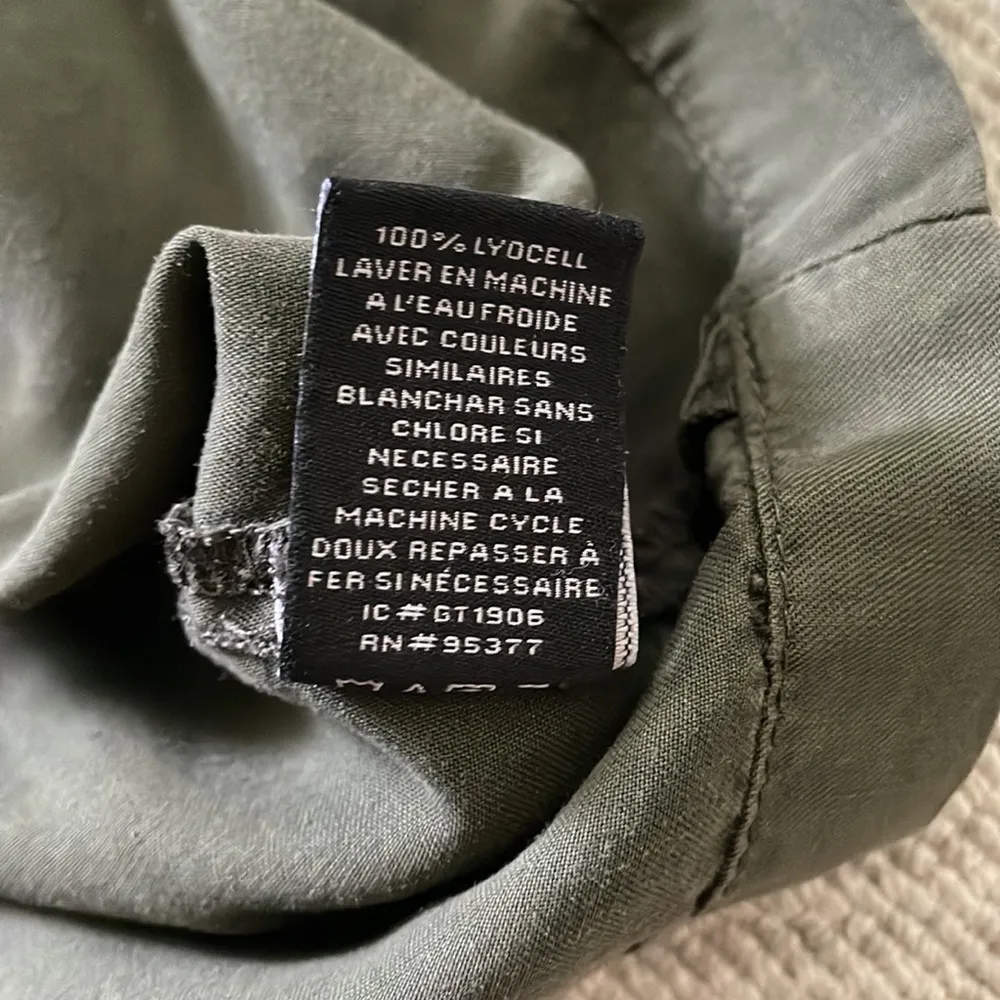 100% LYOCELL
LAVER EN MACHINE
A L'EAU FROIDE
AVEC COULEURS
SIMILAIRES
BLANCHAR SANS
CHLORE SI
NECESSAIRE
SECHER A LA
MACHINE CYCLE
DOUX REPASSER À
FER SI NÉCESSAIRE
IC # GT1906
RN# 95377